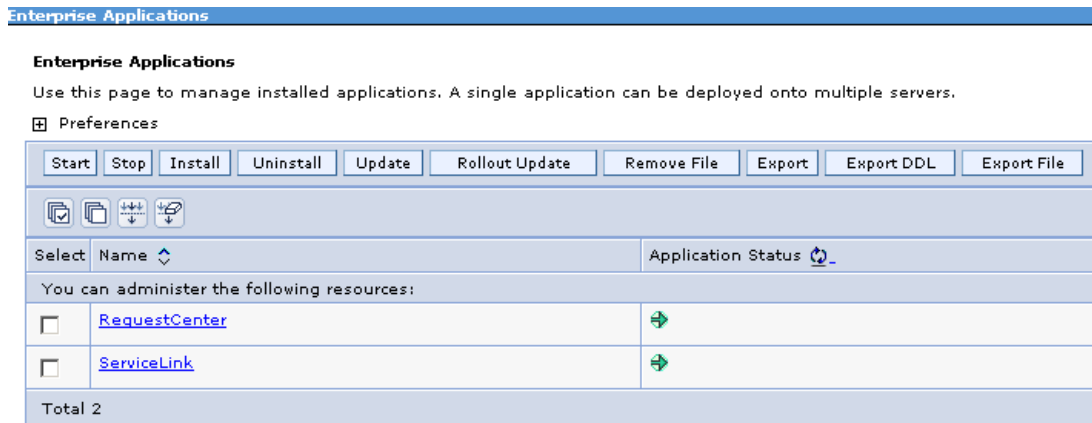 Enterprise Applications
Enterprise Applications
Use this page to manage installed applications. A single application can be deployed onto multiple servers.
Preferences
Start Stop Install Uninstall Update Rollout Update Remove File Export Export DDL Export File
Select Name Application Status
You can administer the following resources:
RequestCenter
ServiceLink
Total 2